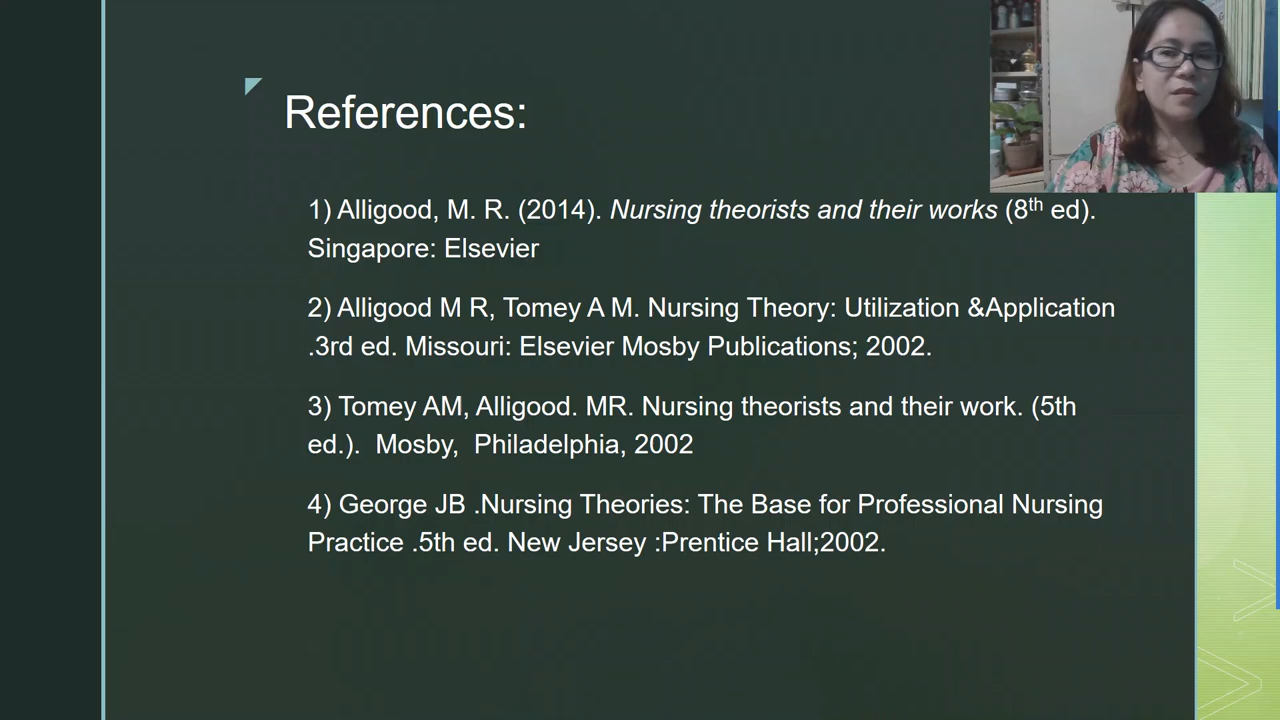 References:
1) Alligood, M. R. (2014). Nursing theorists and their works (8th ed).
Singapore: Elsevier
2) Alligood M R, Tomey A M. Nursing Theory: Utilization &Application
.3rd ed. Missouri: Elsevier Mosby Publications; 2002.
3) Tomey AM, Alligood. MR. Nursing theorists and their work. (5th
ed.).  Mosby,  Philadelphia, 2002
4) George JB .Nursing Theories: The Base for Professional Nursing
Practice .5th ed. New Jersey :Prentice Hall;2002.